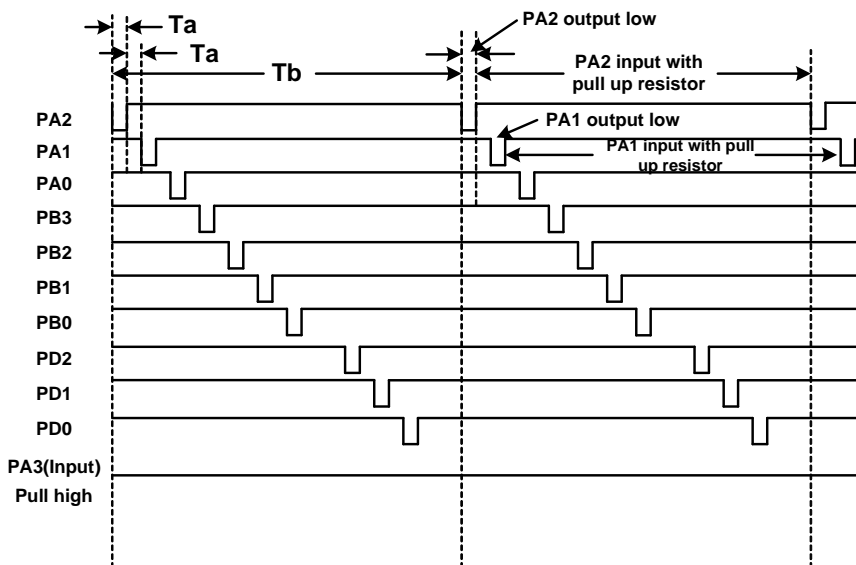 PA2 output low
Ta
Ta
Tb
PA2 input with
pull up resistor
PA2
PA1 output low
PA1
PA1 input with pull
up resistor
PA0
PB3
PB2
PB1
PB0
PD2
PD1
PD0
PA3(Input)
Pull high